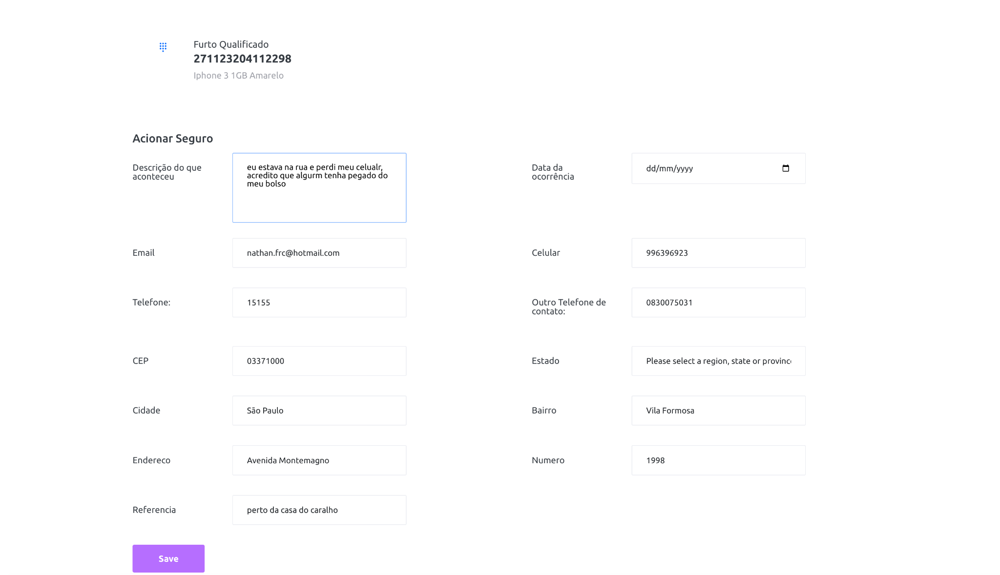 Furto Qualificado
271123204112298
Iphone 3 1GB Amarelo
Acionar Seguro
Descrição do que
aconteceu
eu estava na rua e perdi meu celualr,
acredito que algurm tenha pegado do
meu bolso
Data da
ocorrência
dd/mm/yyyy
Email
nathan.frc@hotmail.com
Celular
996396923
Telefone:
15155
Outro Telefone de
contato:
0830075031
CEP
03371000
Estado
Please select a region, state or province
Cidade
São Paulo
Bairro
Vila Formosa
Endereco
Avenida Montemagno
Numero
1998
Referencia
perto da casa do caralho
Save